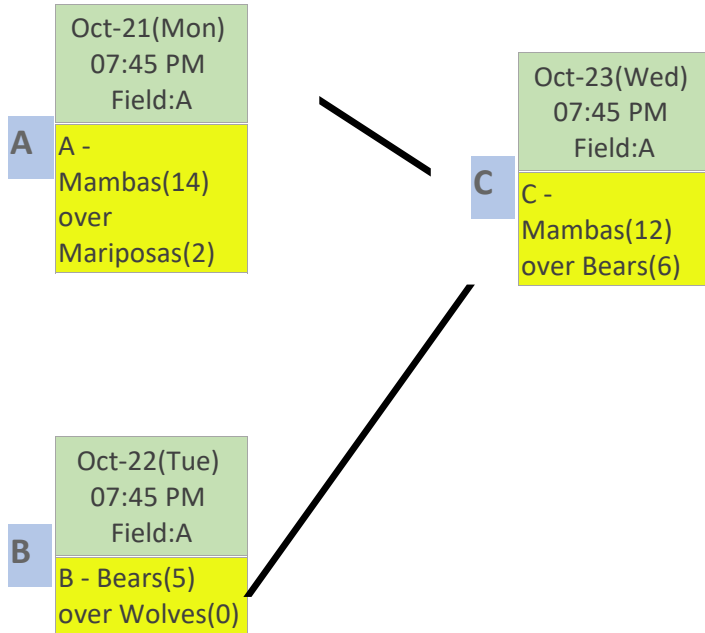 Oct-21(Mon)
07:45 PM
Field:A
A
A -
Mambas(14)
over
Mariposas(2)
Oct-23(Wed)
07:45 PM
Field:A
C
C -
Mambas(12)
over Bears(6)
Oct-22(Tue)
07:45 PM
Field:A
B
B - Bears(5)
over Wolves(0)